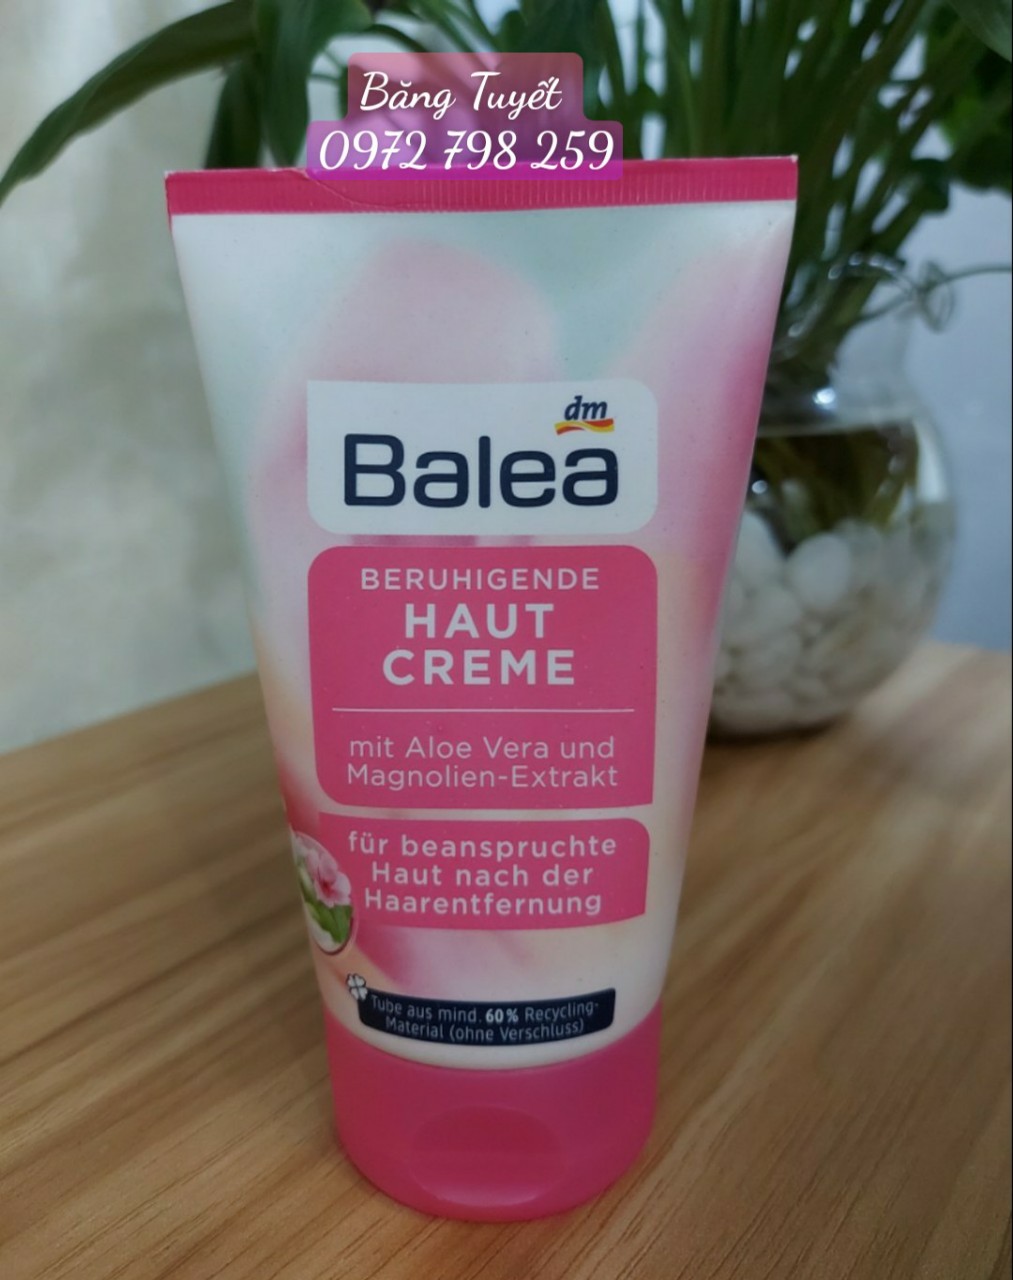 Băng Tuyết
0972 798 259
dm
Balea
BERUHIGENDE
HAUT
CREME
mit Aloe Vera und
Magnolien-Extrakt
für beanspruchte
Haut nach der
Haarentfernung
Tube aus mind. 60% Recycling-
Material (ohne Verschluss)